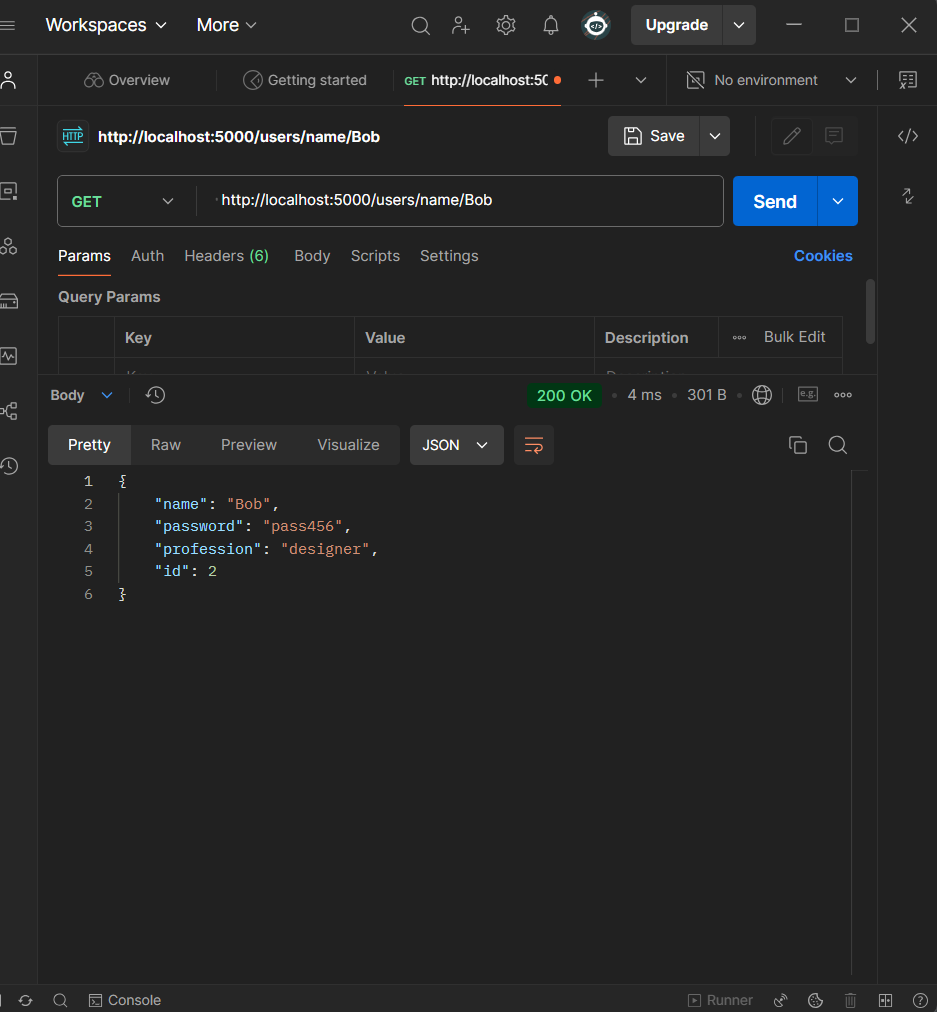 Workspaces More Upgrade
Overview Getting started GET http://localhost:50 No environment
HTTP http://localhost:5000/users/name/Bob Save
GET http://localhost:5000/users/name/Bob Send
Params Auth Headers (6) Body Scripts Settings Cookies
Query Params
Key Value Description Bulk Edit
Body 200 OK 4 ms 301 B e.g.
Pretty Raw Preview Visualize JSON
1 {
2 "name": "Bob",
3 "password": "pass456",
4 "profession": "designer",
5 "id": 2
6 }
Console Runner